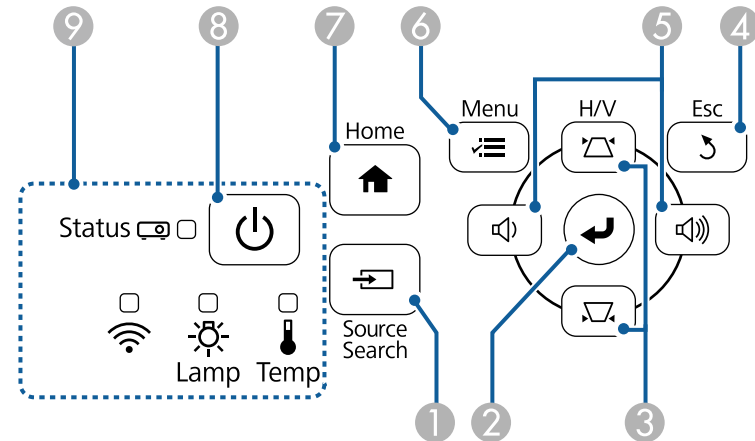 9 8 7 6 5 4
Menu H/V Esc
Home
Status
Source
Search
Lamp Temp
1 2 3